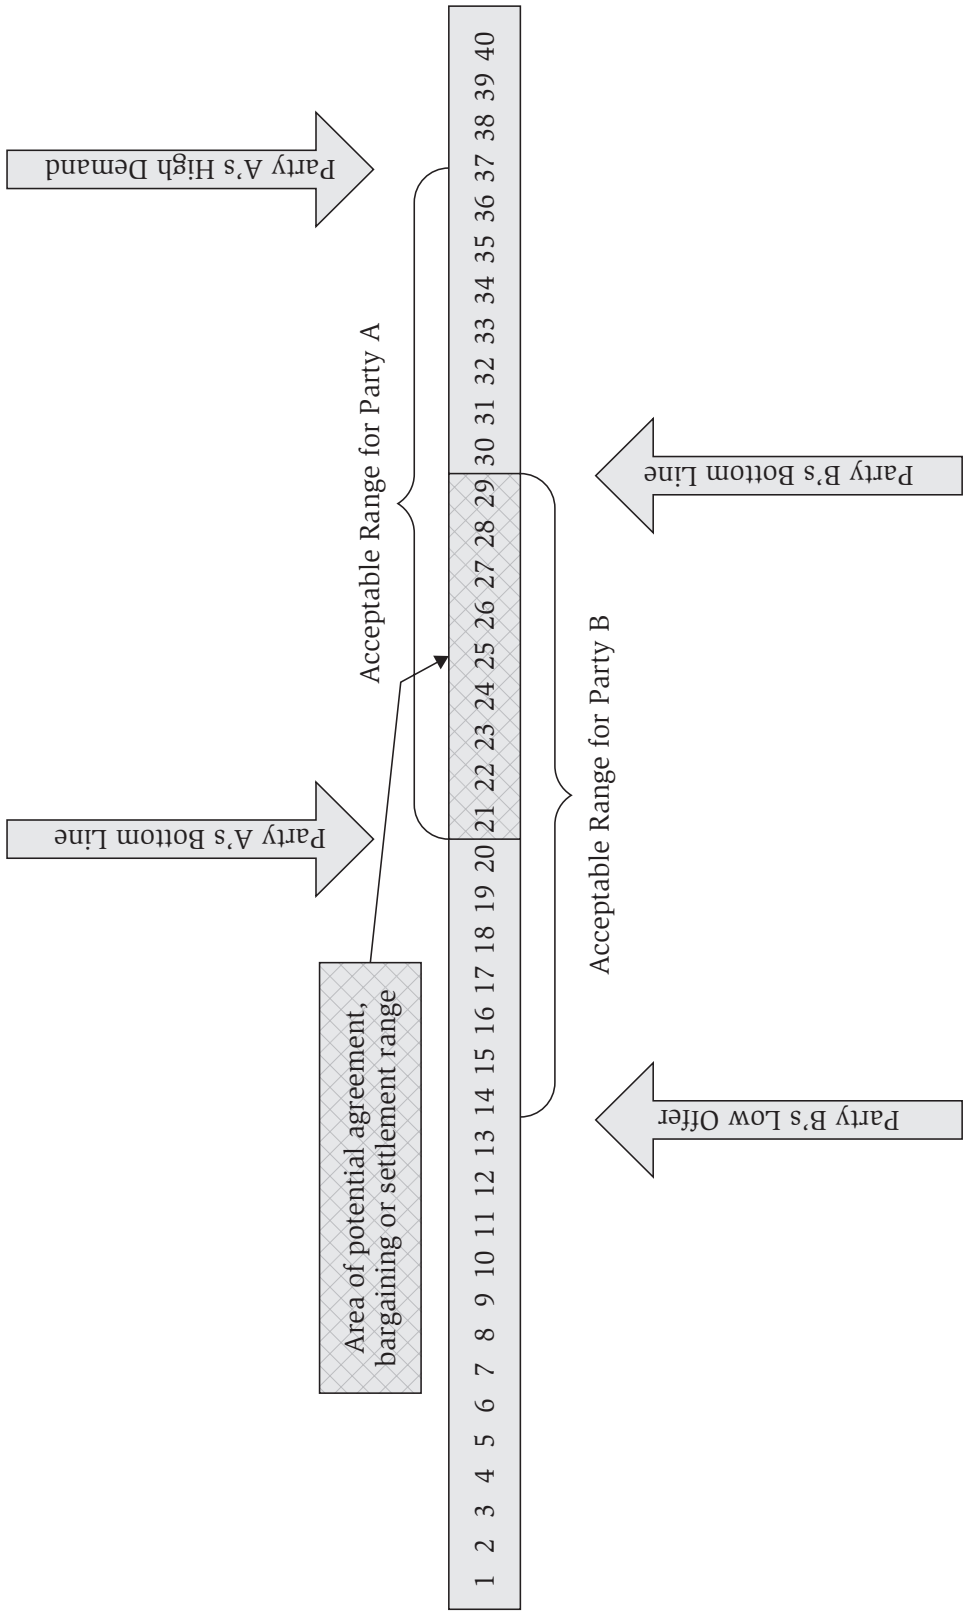 Party A's Bottom Line
Party A's High Demand
Acceptable Range for Party A
Area of potential agreement,
bargaining or settlement range
1 2 3 4 5 6 7 8 9 10 11 12 13 14 15 16 17 18 19 20 21 22 23 24 25 26 27 28 29 30 31 32 33 34 35 36 37 38 39 40
Acceptable Range for Party B
Party B's Low Offer
Party B's Bottom Line